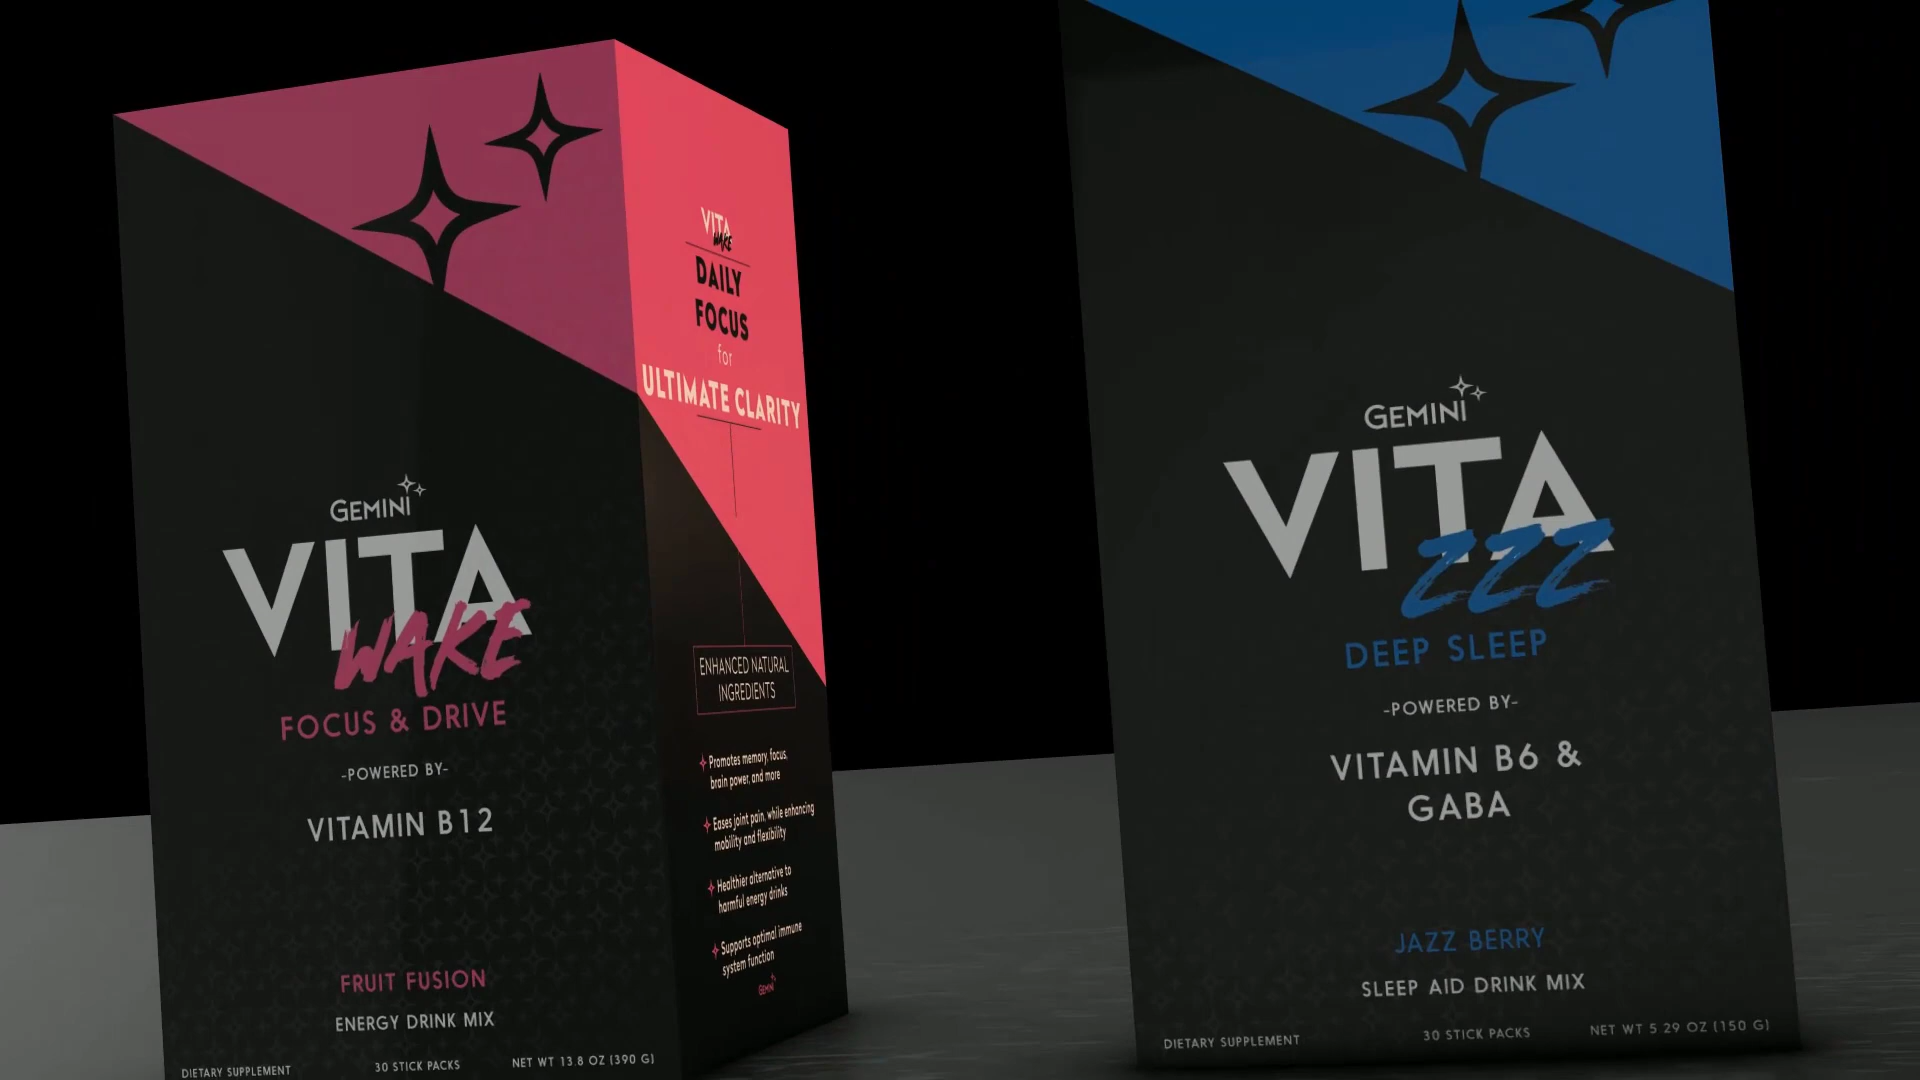 GEMINI
VITA
WAKE
FOCUS & DRIVE
-POWERED BY-
VITAMIN B12
FRUIT FUSION
ENERGY DRINK MIX
DIETARY SUPPLEMENT
30 STICK PACKS
NET WT 13.8 OZ (390 G)
VITA
WAKE
DAILY
FOCUS
for
ULTIMATE CLARITY
ENHANCED NATURAL
INGREDIENTS
Promotes memory, focus,
brain power, and more
Eases joint pain, while enhancing
mobility and flexibility
Healthier alternative to
harmful energy drinks
Supports optimal immune
system function
GEMINI
GEMINI
VITA
ZZZ
DEEP SLEEP
-POWERED BY-
VITAMIN B6 &
GABA
JAZZ BERRY
SLEEP AID DRINK MIX
DIETARY SUPPLEMENT
30 STICK PACKS
NET WT 5.29 OZ (150 G)